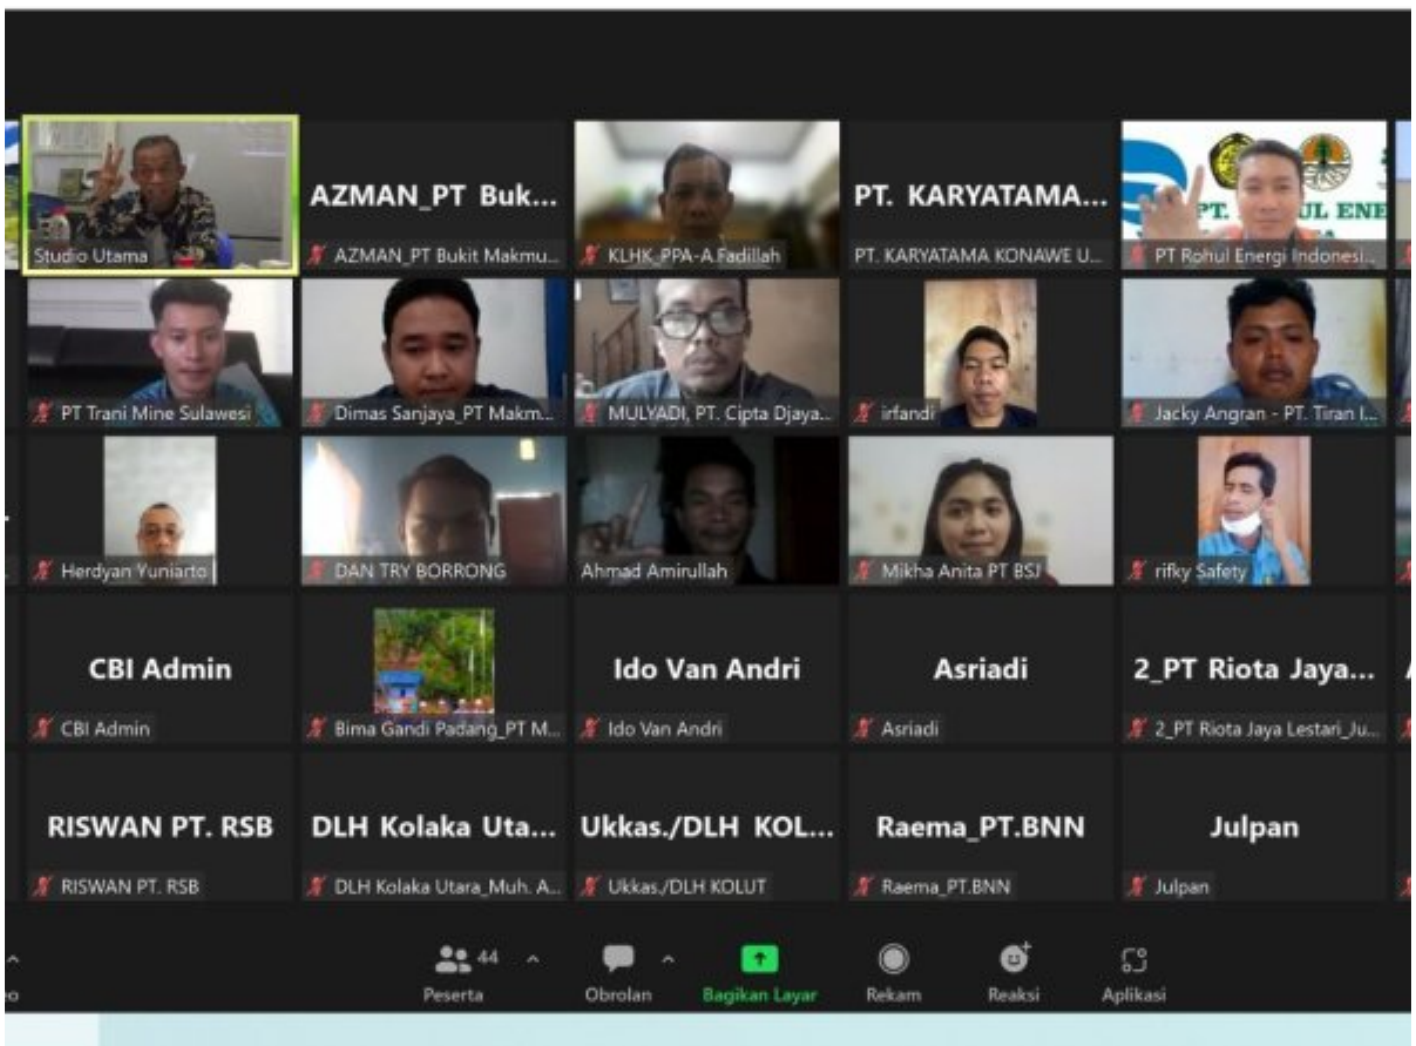 Studio Utama
AZMAN_PT Buk...
AZMAN_PT Bukit Makmu...
KLHK_PPA-A.Fadillah
PT. KARYATAMA...
PT. KARYATAMA KONAWE U...
PT. UL ENE
PT Rohul Energi Indonesi...
PT Trani Mine Sulawesi
Dimas Sanjaya_PT Makm...
MULYADI, PT. Cipta Djaya...
irfandi
Jacky Angran - PT. Tiran I...
Herdyan Yuniarto
DAN TRY BORRONG
Ahmad Amirullah
Mikha Anita PT BSJ
rifky Safety
CBI Admin
CBI Admin
Bima Gandi Padang_PT M...
Ido Van Andri
Ido Van Andri
Asriadi
Asriadi
2_PT Riota Jaya...
2_PT Riota Jaya Lestari_Ju...
RISWAN PT. RSB
RISWAN PT. RSB
DLH Kolaka Uta...
DLH Kolaka Utara_Muh. A...
Ukkas./DLH KOL...
Ukkas./DLH KOLUT
Raema_PT.BNN
Raema_PT.BNN
Julpan
Julpan
44
Peserta
Obrolan
Bagikan Layar
Rekam
Reaksi
Aplikasi